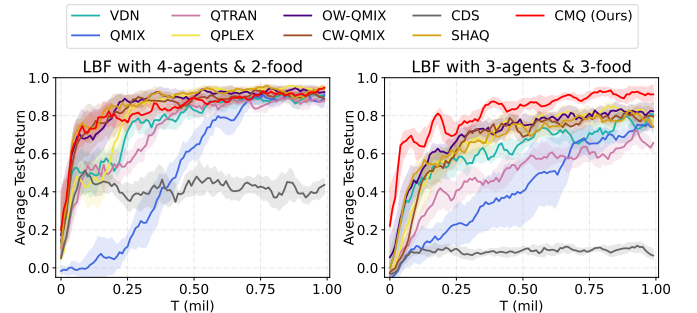 VDN QTRAN OW-QMIX CDS CMQ (Ours)
QMIX QPLEX CW-QMIX SHAQ
LBF with 4-agents & 2-food
Average Test Return
1.0
0.8
0.6
0.4
0.2
0.0
0 0.25 0.50 0.75 1.00
T (mil)
LBF with 3-agents & 3-food
Average Test Return
1.0
0.8
0.6
0.4
0.2
0.0
0 0.25 0.50 0.75 1.00
T (mil)